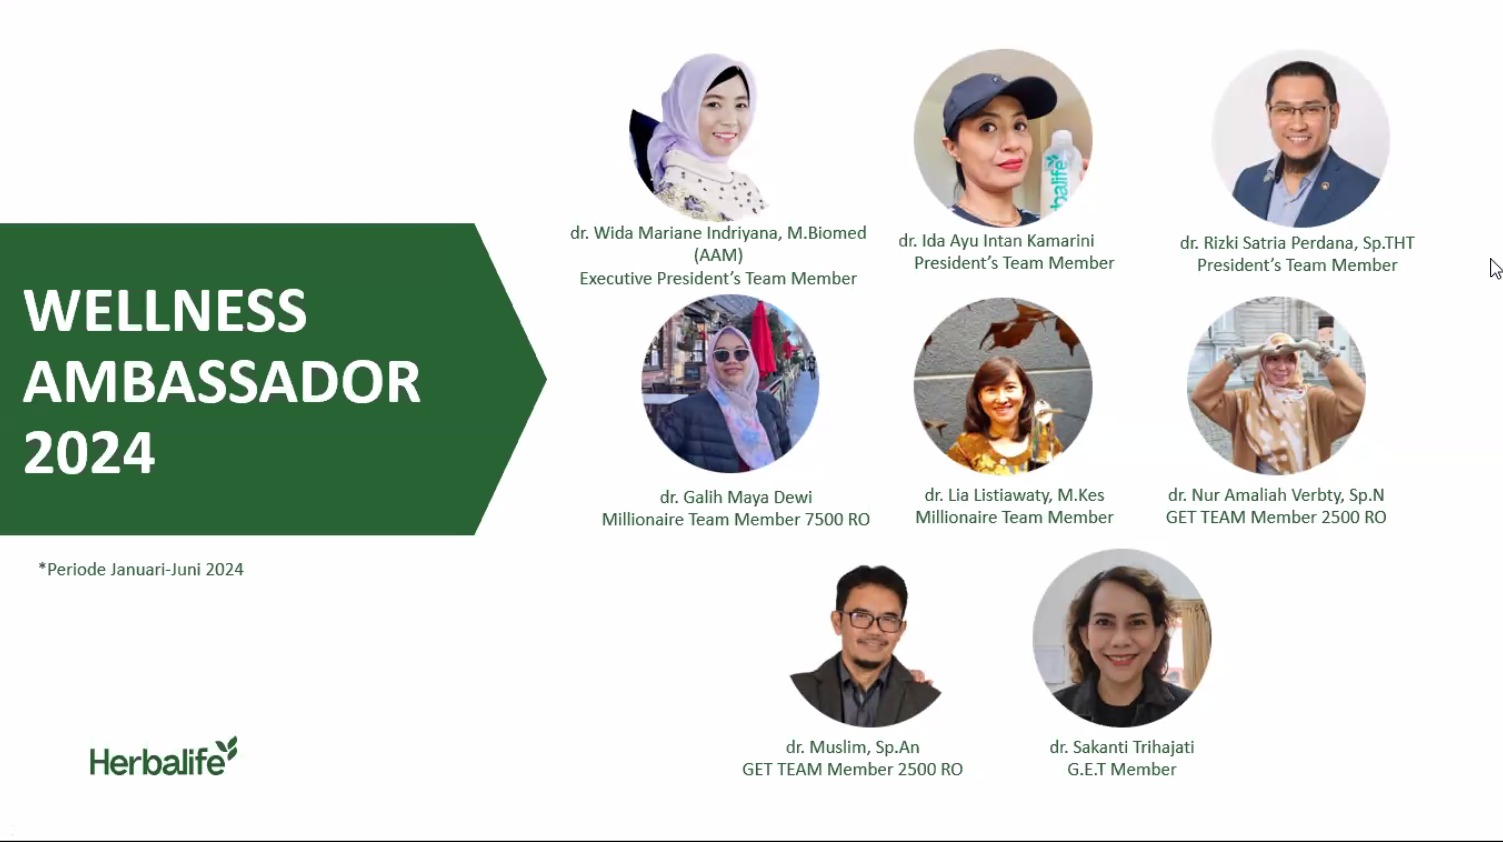 WELLNESS
AMBASSADOR
2024
*Periode Januari-Juni 2024
Herbalife
dr. Wida Mariane Indriyana, M.Biomed
(AAM)
Executive President's Team Member
dr. Ida Ayu Intan Kamarini
President's Team Member
dr. Rizki Satria Perdana, Sp.THT
President's Team Member
dr. Galih Maya Dewi
Millionaire Team Member 7500 RO
dr. Lia Listiawaty, M.Kes
Millionaire Team Member
dr. Nur Amaliah Verbty, Sp.N
GET TEAM Member 2500 RO
dr. Muslim, Sp.An
GET TEAM Member 2500 RO
dr. Sakanti Trihajati
G.E.T Member
balife